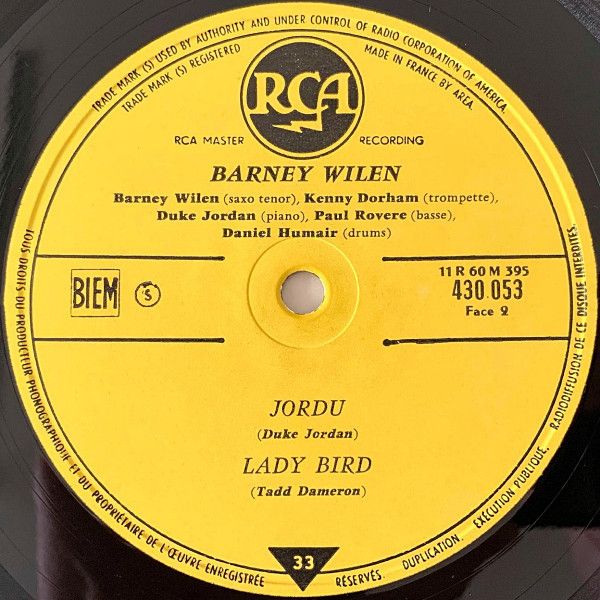 TRADE MARK (S) USED BY AUTHORITY AND UNDER CONTROL OF RADIO CORPORATION OF AMERICA.
TRADE MARK (S) REGISTERED
MADE IN FRANCE BY AREA.
RCA
RCA MASTER RECORDING
BARNEY WILEN
Barney Wilen (saxo tenor), Kenny Dorham (trompette),
Duke Jordan (piano), Paul Rovere (basse),
Daniel Humair (drums)
BIEM
S
11 R 60 M 395
430.053
Face 2
JORDU
(Duke Jordan)
LADY BIRD
(Tadd Dameron)
33
TOUS DROITS DU PRODUCTEUR PHONOGRAPHIQUE ET DU PROPRIÉTAIRE DE L'ŒUVRE ENREGISTRÉE RÉSERVÉS. DUPLICATION. EXÉCUTION PUBLIQUE. RADIODIFFUSION DE CE DISQUE INTERDITES.